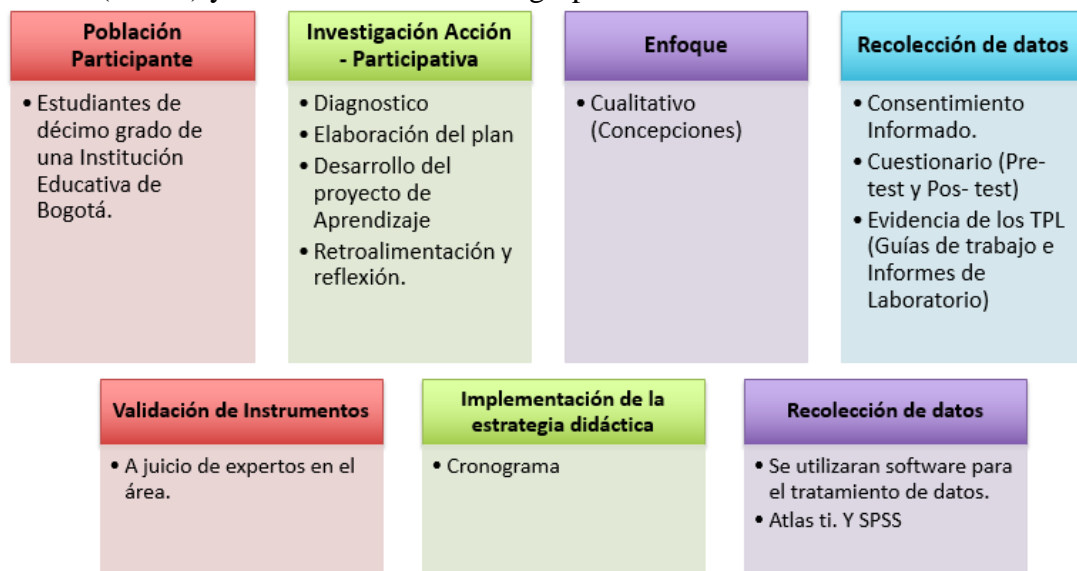 Población
Participante
• Estudiantes de
décimo grado de
una Institución
Educativa de
Bogotá.
Investigación Acción
- Participativa
• Diagnostico
• Elaboración del plan
• Desarrollo del
proyecto de
Aprendizaje
• Retroalimentación y
reflexión.
Enfoque
• Cualitativo
(Concepciones)
Recolección de datos
• Consentimiento
Informado.
• Cuestionario (Pre-
test y Pos- test)
• Evidencia de los TPL
(Guías de trabajo e
Informes de
Laboratorio)
Validación de Instrumentos
• A juicio de expertos en el
área.
Implementación de la
estrategia didáctica
• Cronograma
Recolección de datos
• Se utilizaran software para
el tratamiento de datos.
• Atlas ti. Y SPSS